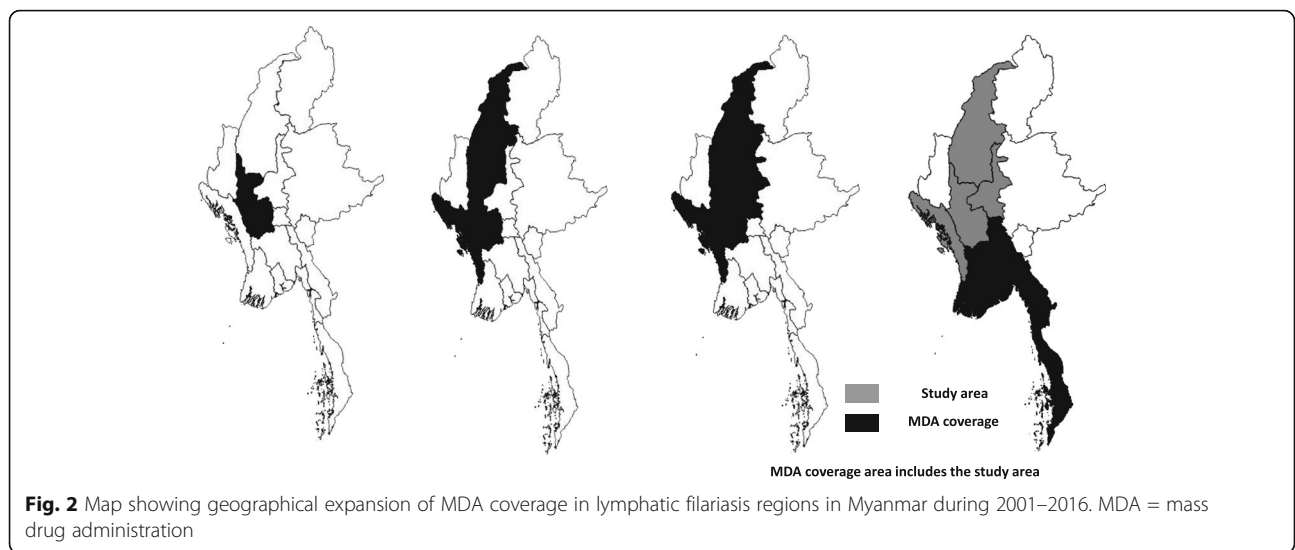 Study area
MDA coverage
MDA coverage area includes the study area
Fig. 2 Map showing geographical expansion of MDA coverage in lymphatic filariasis regions in Myanmar during 2001–2016. MDA = mass
drug administration